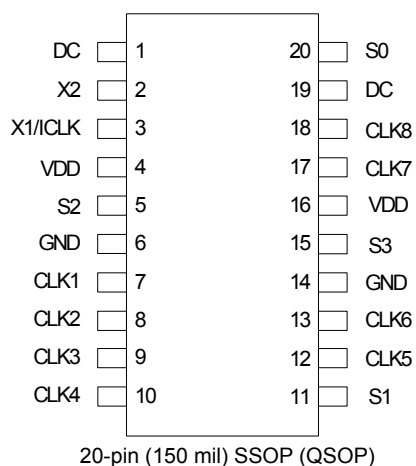 DC 1 20 S0
X2 2 19 DC
X1/ICLK 3 18 CLK8
VDD 4 17 CLK7
S2 5 16 VDD
GND 6 15 S3
CLK1 7 14 GND
CLK2 8 13 CLK6
CLK3 9 12 CLK5
CLK4 10 11 S1
20-pin (150 mil) SSOP (QSOP)